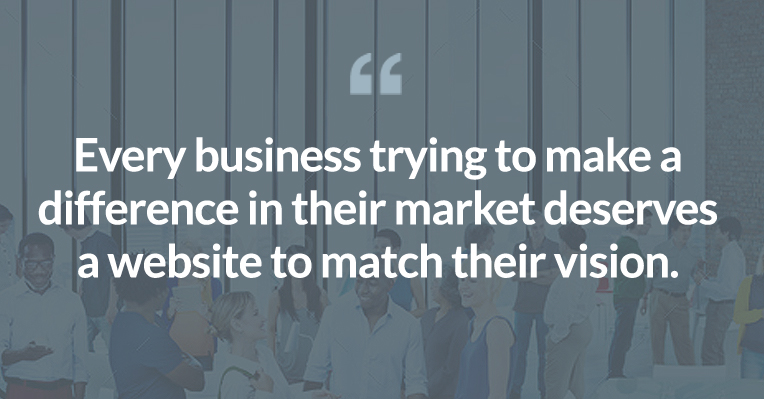 “
Every business trying to make a
difference in their market deserves
a website to match their vision.